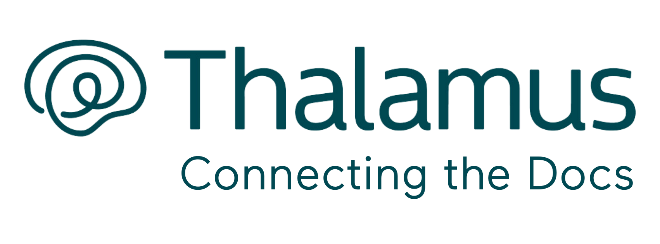 Thalamus
Connecting the Docs